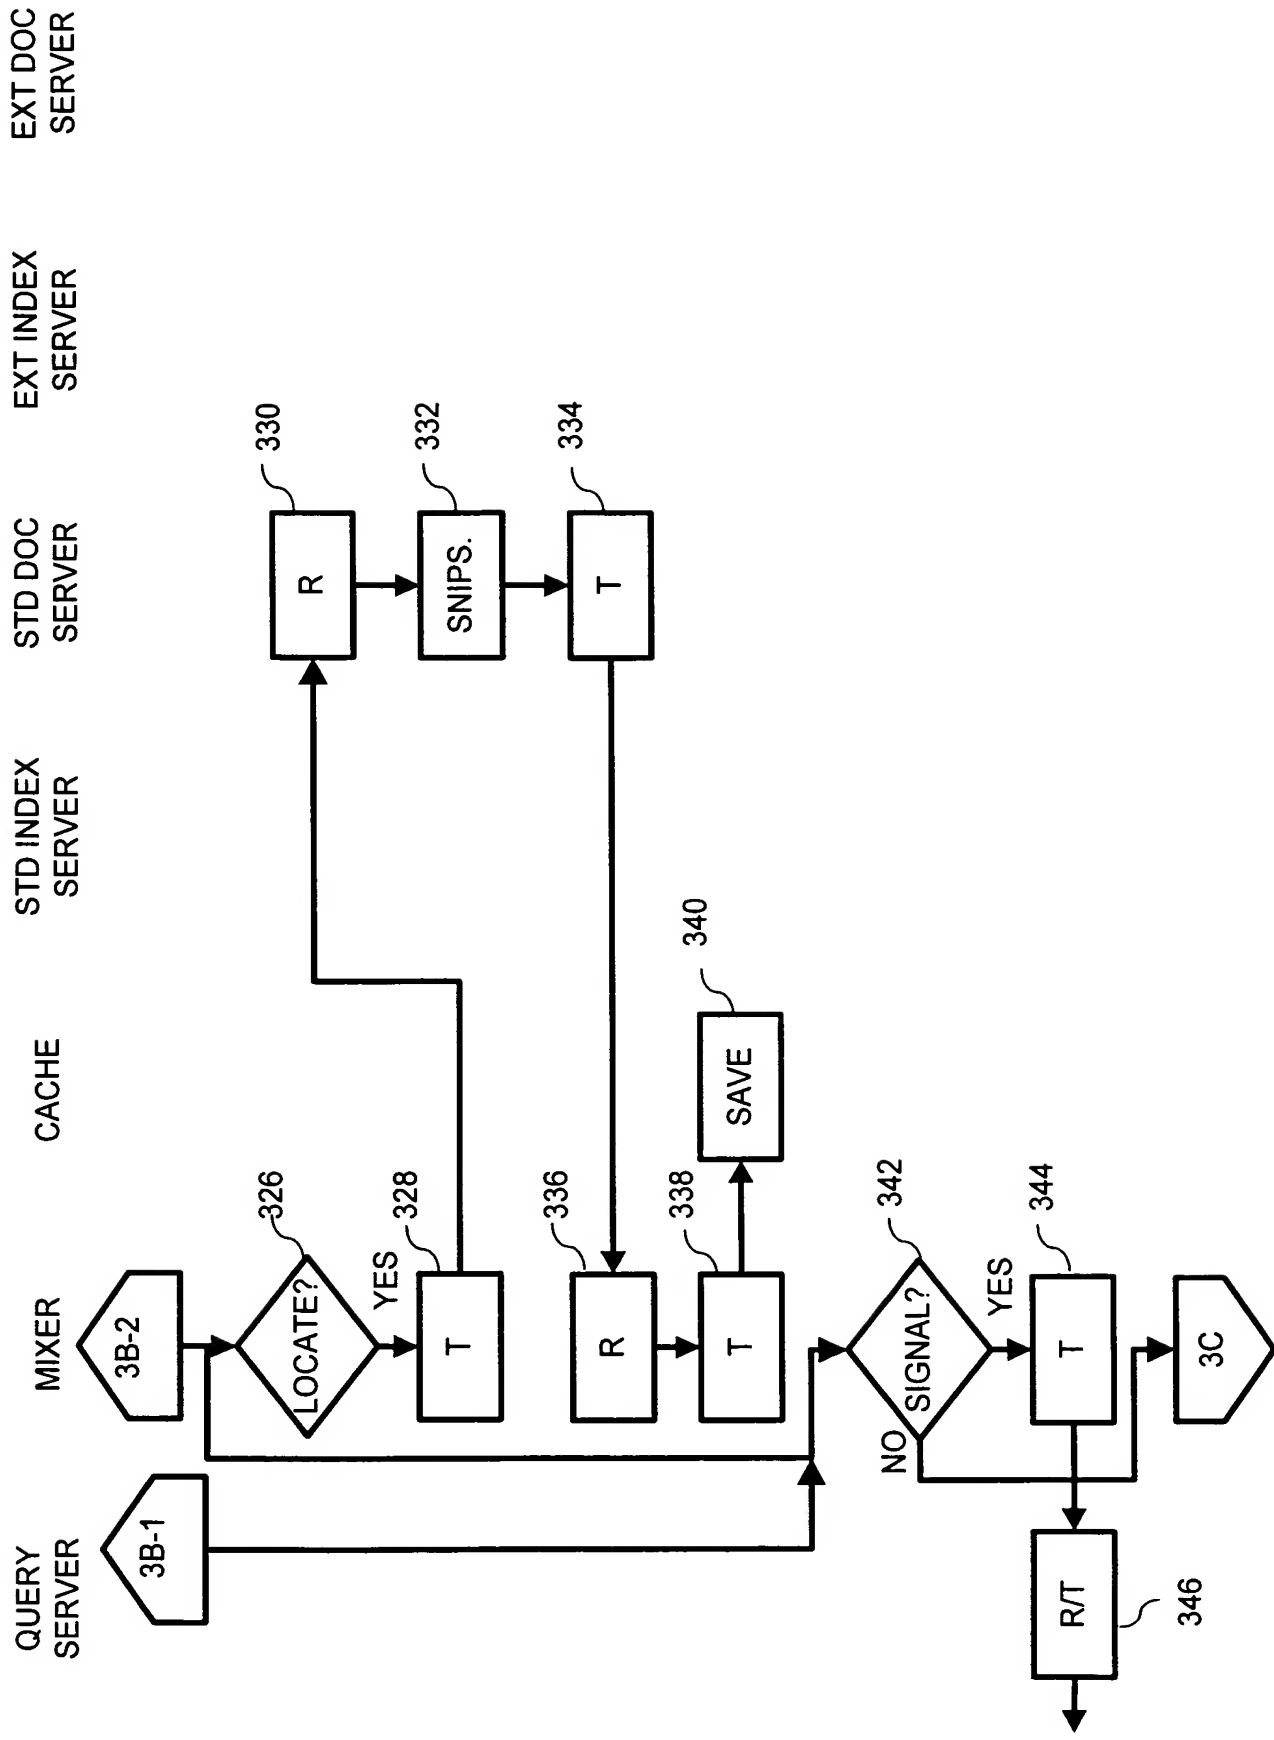 QUERY
SERVER
MIXER
CACHE
STD INDEX
SERVER
STD DOC
SERVER
EXT INDEX
SERVER
EXT DOC
SERVER
3B-1
3B-2
LOCATE?
326
YES
T
328
R
330
SNIPS.
332
T
334
R
336
T
338
SAVE
340
SIGNAL?
342
NO
YES
T
344
R/T
346
3C